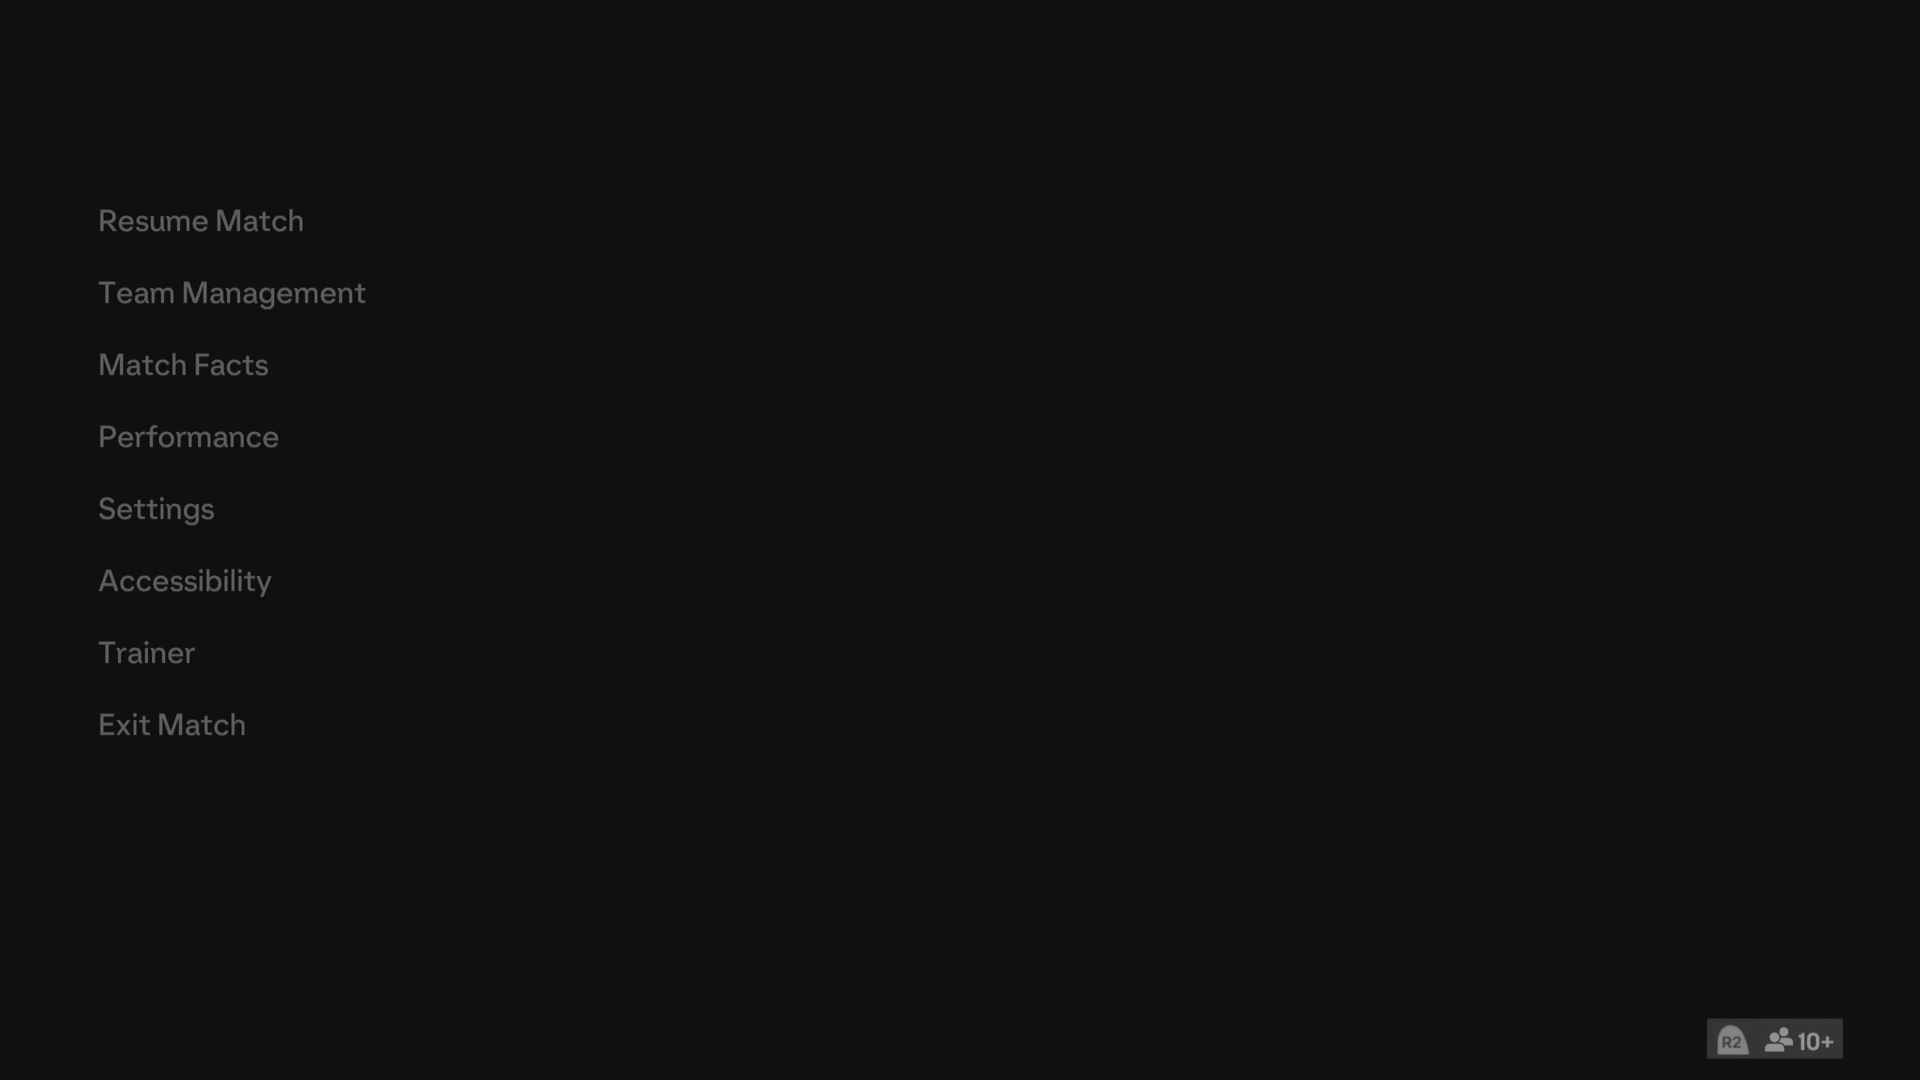 Resume Match
Team Management
Match Facts
Performance
Settings
Accessibility
Trainer
Exit Match
R2 10+